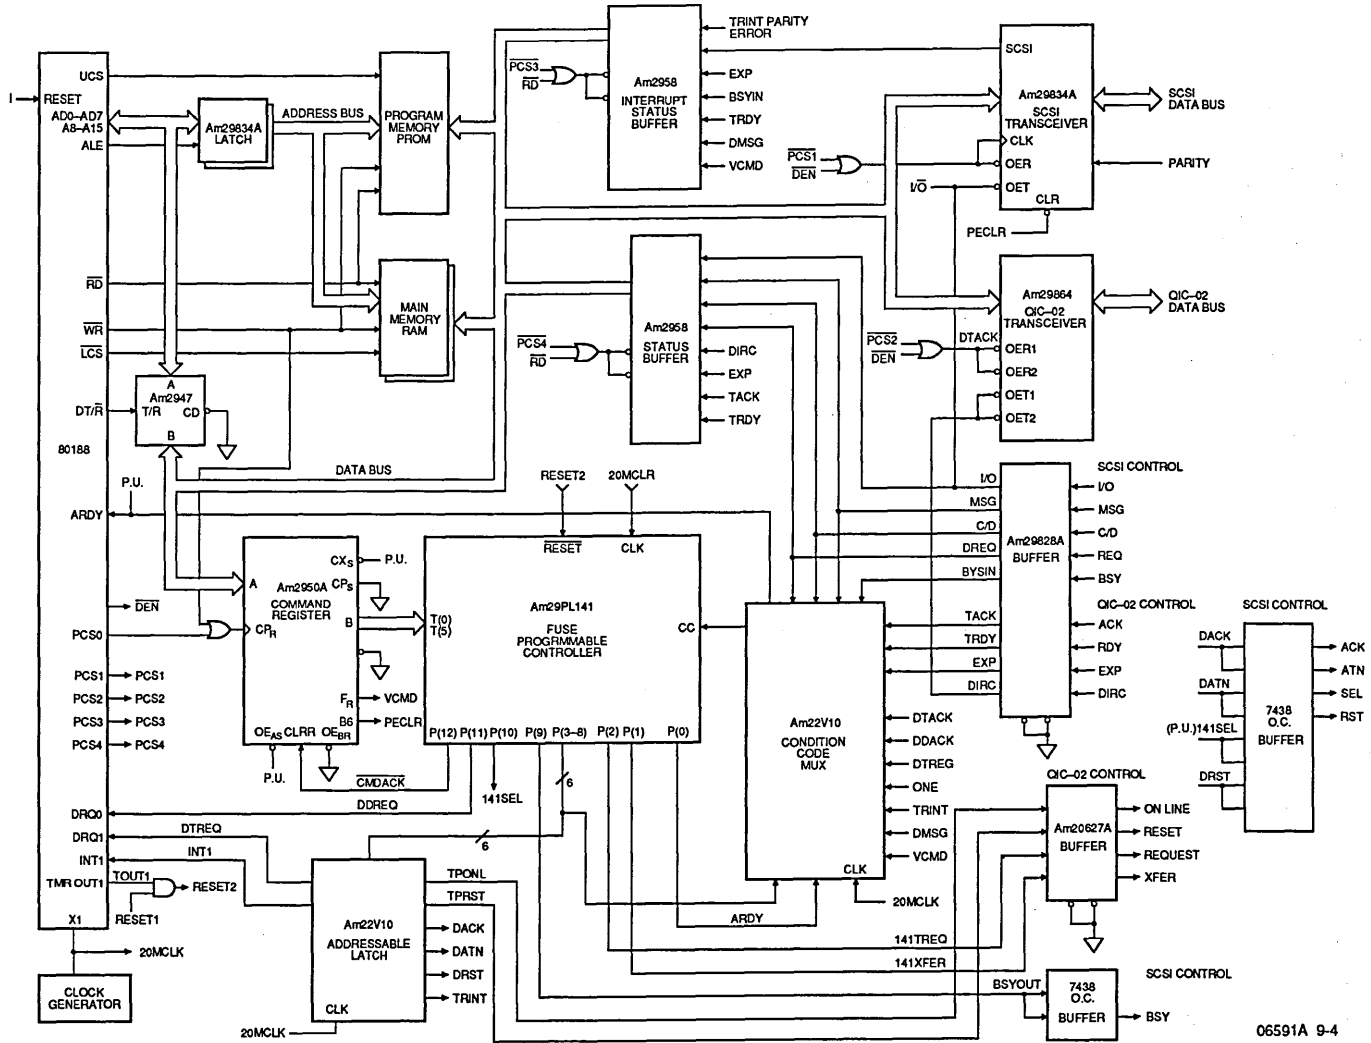 UCS
I
RESET
AD0–AD7
A8–A15
ALE
Am29834A
LATCH
ADDRESS BUS
PROGRAM
MEMORY
PROM
RD
WR
LCS
MAIN
MEMORY
RAM
A
Am2947
T/R CD
B
DT/R
80188
P.U.
ARDY
DATA BUS
DEN
PCS0
PCS1
PCS1
PCS2
PCS2
PCS3
PCS3
PCS4
PCS4
DRQ0
DRQ1
INT1
TMR OUT1
X1
TOUT1
RESET1
RESET2
20MCLK
CLOCK
GENERATOR
TRINT PARITY
ERROR
PCS3
RD
Am2958
INTERRUPT
STATUS
BUFFER
EXP
BSYIN
TRDY
DMSG
VCMD
PCS1
DEN
I/O
SCSI
Am29834A
SCSI
TRANSCEIVER
CLK
OER
OET
CLR
PECLR
SCSI
DATA BUS
PARITY
PCS4
RD
Am2958
STATUS
BUFFER
DIRC
EXP
TACK
TRDY
PCS2
DEN
DTACK
Am29864
QIC–02
TRANSCEIVER
OER1
OER2
OET1
OET2
QIC–02
DATA BUS
A
Am2950A
COMMAND
REGISTER
CXS
P.U.
CPS
B
CPR
FR
VCMD
B6
PECLR
OEAS
CLRR
OEBR
P.U.
CMDACK
RESET2
20MCLR
RESET
CLK
T(0)
T(5)
Am29PL141
FUSE
PROGRMMABLE
CONTROLLER
CC
P(12)
P(11)
P(10)
P(9)
P(3–8)
P(2)
P(1)
P(0)
141SEL
6
DDREQ
DTREQ
INT1
6
Am22V10
ADDRESSABLE
LATCH
CLK
20MCLK
TPONL
TPRST
DACK
DATN
DRST
TRINT
Am22V10
CONDITION
CODE
MUX
CLK
20MCLK
ARDY
DTACK
DDACK
DTREG
ONE
TRINT
DMSG
VCMD
I/O
MSG
C/D
DREQ
BYSIN
TACK
TRDY
EXP
DIRC
Am29828A
BUFFER
SCSI CONTROL
I/O
MSG
C/D
REQ
BSY
QIC–02 CONTROL
ACK
RDY
EXP
DIRC
SCSI CONTROL
DACK
DATN
(P.U.)141SEL
DRST
7438
O.C.
BUFFER
ACK
ATN
SEL
RST
QIC–02 CONTROL
Am20627A
BUFFER
ON LINE
RESET
REQUEST
XFER
141TREQ
141XFER
BSYOUT
7438
O.C.
BUFFER
SCSI CONTROL
BSY
06591A 9-4